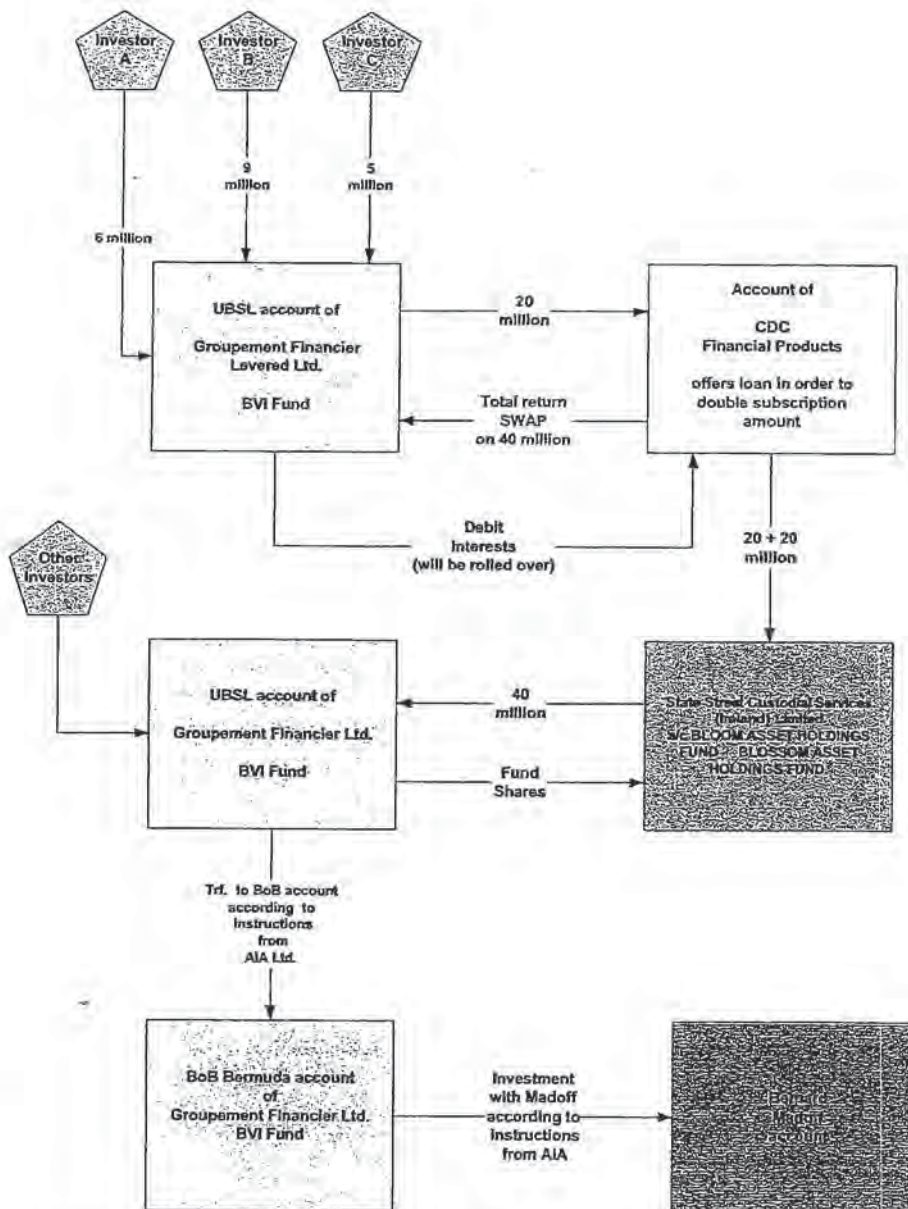 Investor
A
Investor
B
Investor
C
9
million
5
million
6 million
UBSL account of
Groupement Financier
Levered Ltd.
BVI Fund
20
million
Total return
SWAP
on 40 million
Account of
CDC
Financial Products
offers loan in order to
double subscription
amount
Debit
Interests
(will be rolled over)
20 + 20
million
Other
Investors
UBSL account of
Groupement Financier Ltd.
BVI Fund
40
million
Fund
Shares
State Street Custodial Services
(Ireland) Limited
BLOOM ASSET HOLDINGS
FUND BLOSSOM ASSET
HOLDINGS FUND
Trf. to BoB account
according to
instructions
from
AIA Ltd.
BoB Bermuda account
of
Groupement Financier Ltd.
BVI Fund
Investment
with Madoff
according to
instructions
from AIA
Bernard
Madoff
account